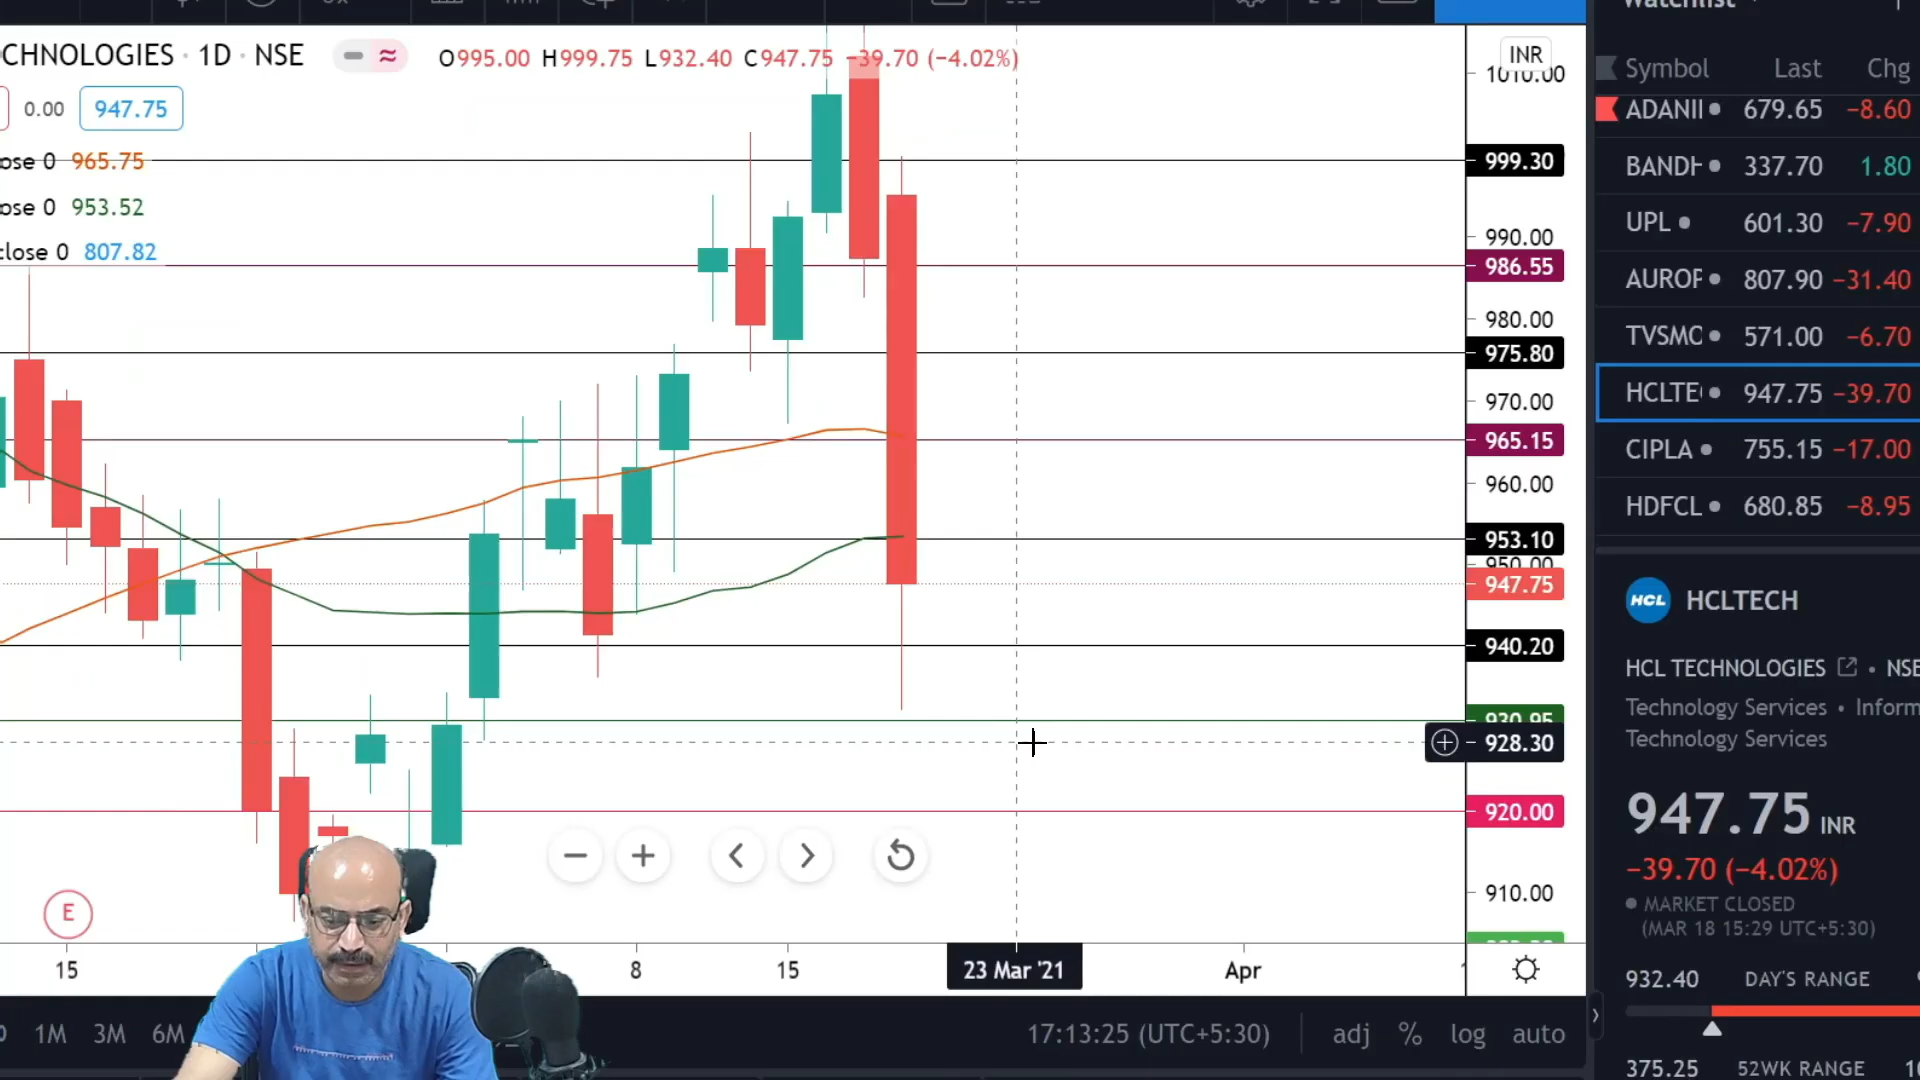 CHNOLOGIES · 1D · NSE
O995.00 H999.75 L932.40 C947.75 −39.70 (−4.02%)
0.00 947.75
ose 0 965.75
ose 0 953.52
close 0 807.82
INR
1010.00
999.30
990.00
986.55
980.00
975.80
970.00
965.15
960.00
953.10
950.00
947.75
940.20
930.95
928.30
920.00
910.00
E
15 8 15 23 Mar '21 Apr
1M 3M 6M
17:13:25 (UTC+5:30) adj % log auto
Watchlist
Symbol Last Chg
ADANI 679.65 −8.60
BANDH 337.70 1.80
UPL 601.30 −7.90
AUROP 807.90 −31.40
TVSMO 571.00 −6.70
HCLTE 947.75 −39.70
CIPLA 755.15 −17.00
HDFCL 680.85 −8.95
HCL HCLTECH
HCL TECHNOLOGIES • NSE
Technology Services • Inform
Technology Services
947.75 INR
−39.70 (−4.02%)
MARKET CLOSED
(MAR 18 15:29 UTC+5:30)
932.40 DAY'S RANGE
375.25 52WK RANGE